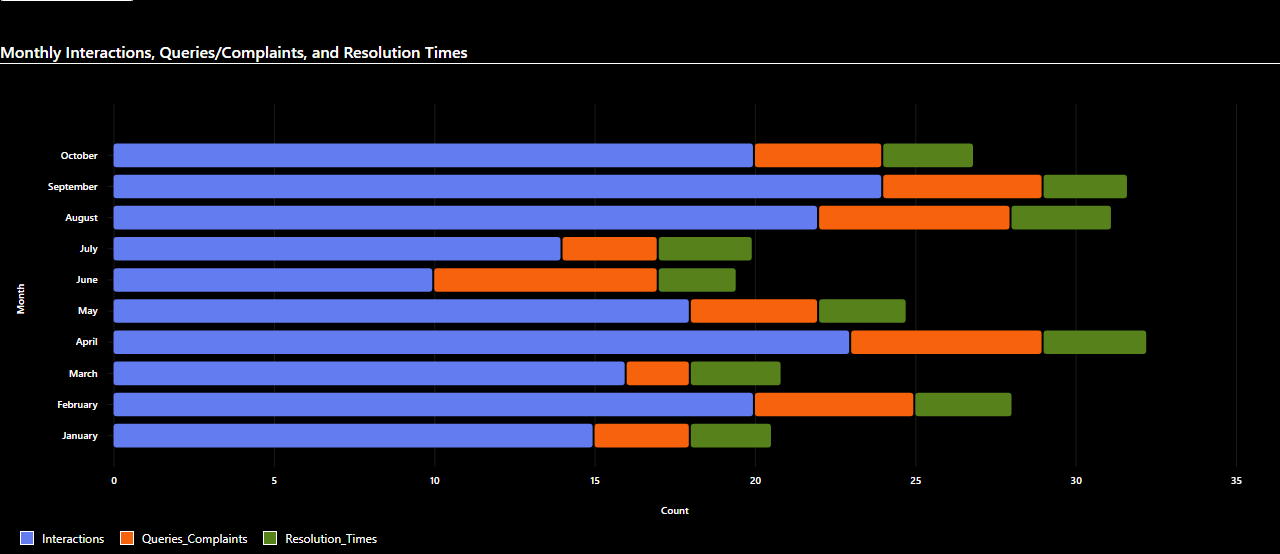 Monthly Interactions, Queries/Complaints, and Resolution Times
October
September
August
July
June
May
April
March
February
January
Month
0 5 10 15 20 25 30 35
Count
Interactions Queries_Complaints Resolution_Times